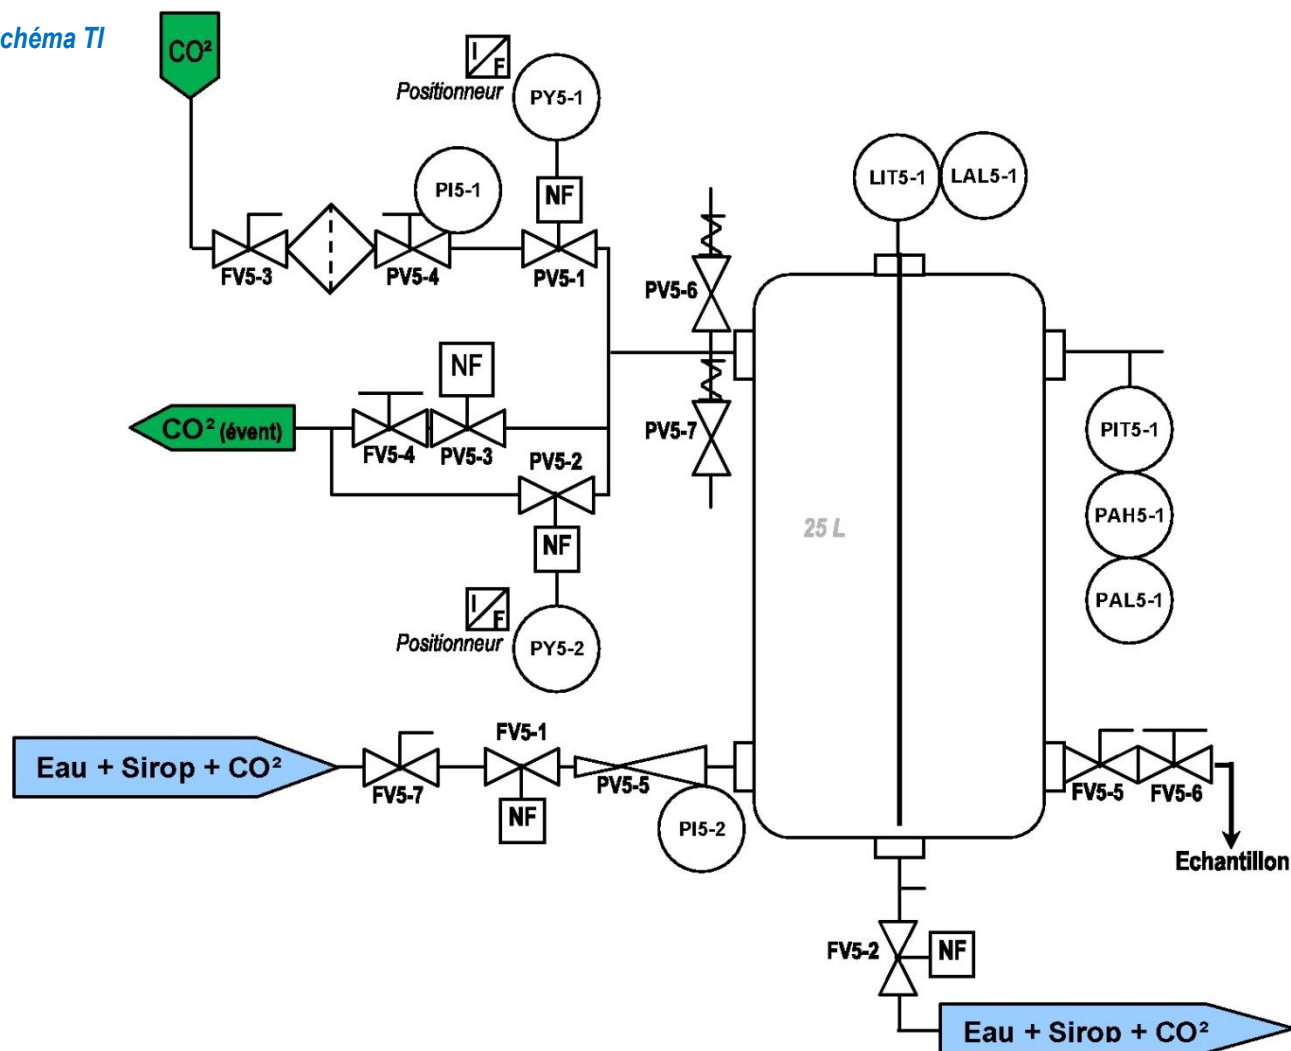 chéma TI
CO²
I/F
Positionneur
PY5-1
LIT5-1
LAL5-1
PI5-1
NF
FV5-3
PV5-4
PV5-1
PV5-6
NF
CO² (évent)
FV5-4
PV5-3
PV5-7
PIT5-1
PV5-2
PAH5-1
25 L
NF
PAL5-1
I/F
Positionneur
PY5-2
FV5-1
Eau + Sirop + CO²
FV5-7
PV5-5
FV5-5
FV5-6
NF
PI5-2
Echantillon
FV5-2
NF
Eau + Sirop + CO²